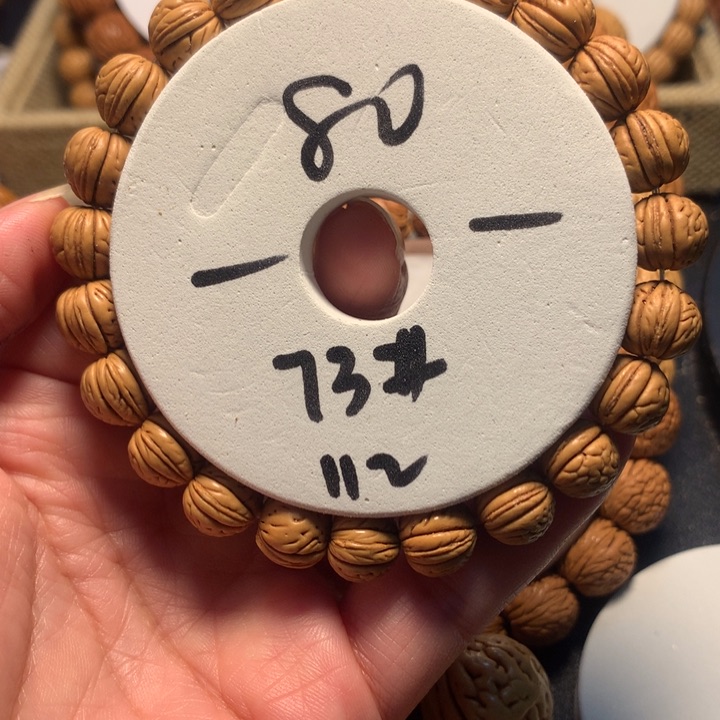 80
— —
73#
112